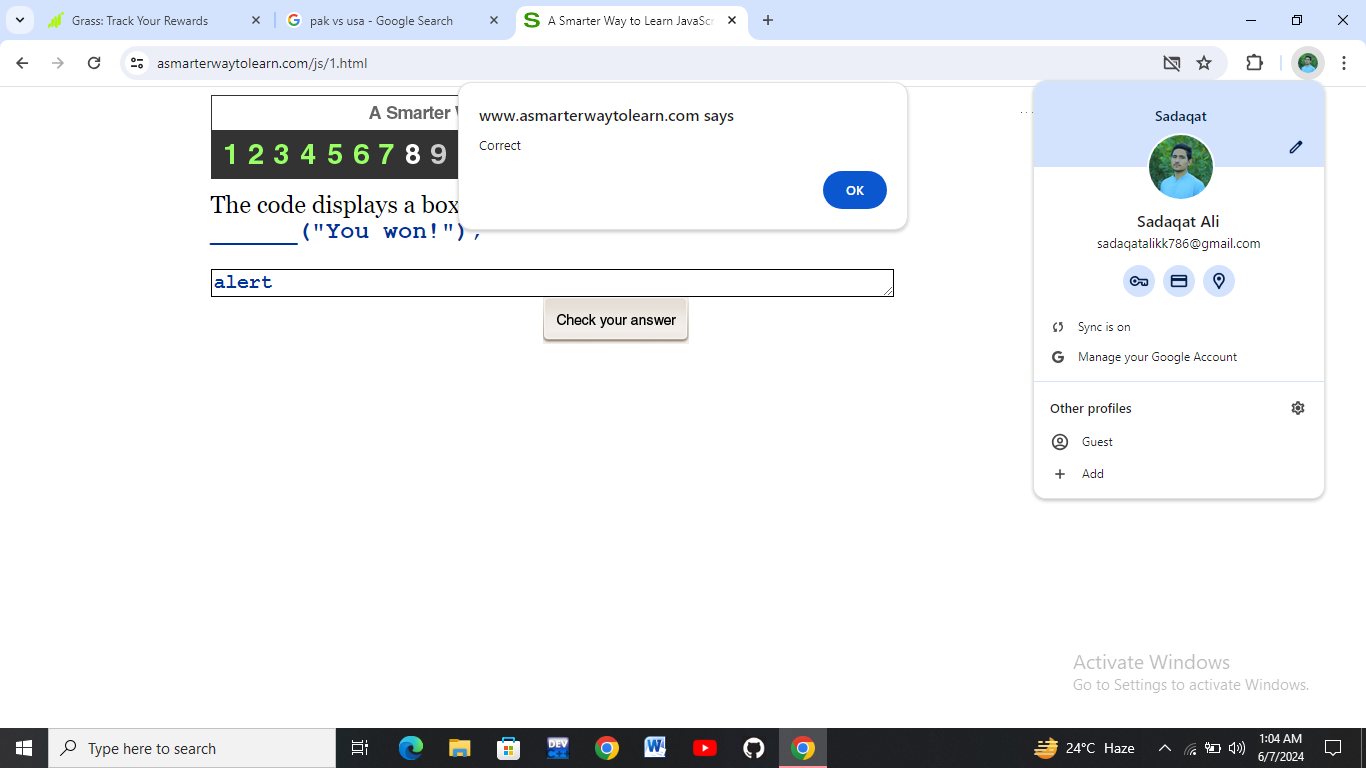 Grass: Track Your Rewards
pak vs usa - Google Search
A Smarter Way to Learn JavaScr
asmarterwaytolearn.com/js/1.html
A Smarter
1 2 3 4 5 6 7 8 9
The code displays a box
______("You won!");
alert
Check your answer
www.asmarterwaytolearn.com says
Correct
OK
Sadaqat
Sadaqat Ali
sadaqatalikk786@gmail.com
Sync is on
Manage your Google Account
Other profiles
Guest
Add
Activate Windows
Go to Settings to activate Windows.
Type here to search
DEV
24°C Haze
1:04 AM
6/7/2024